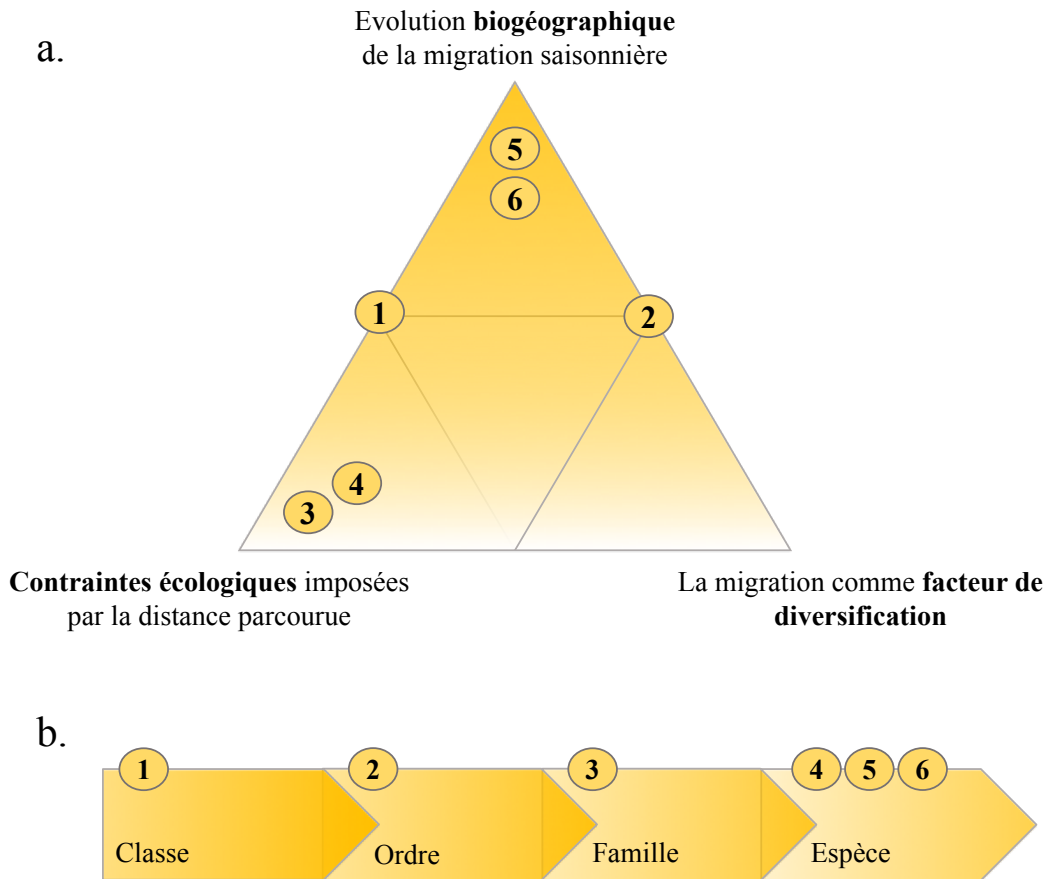 a.
Evolution biogéographique
de la migration saisonnière
5
6
1
2
4
3
Contraintes écologiques imposées
par la distance parcourue
La migration comme facteur de
diversification
b.
1
2
3
4
5
6
Classe
Ordre
Famille
Espèce